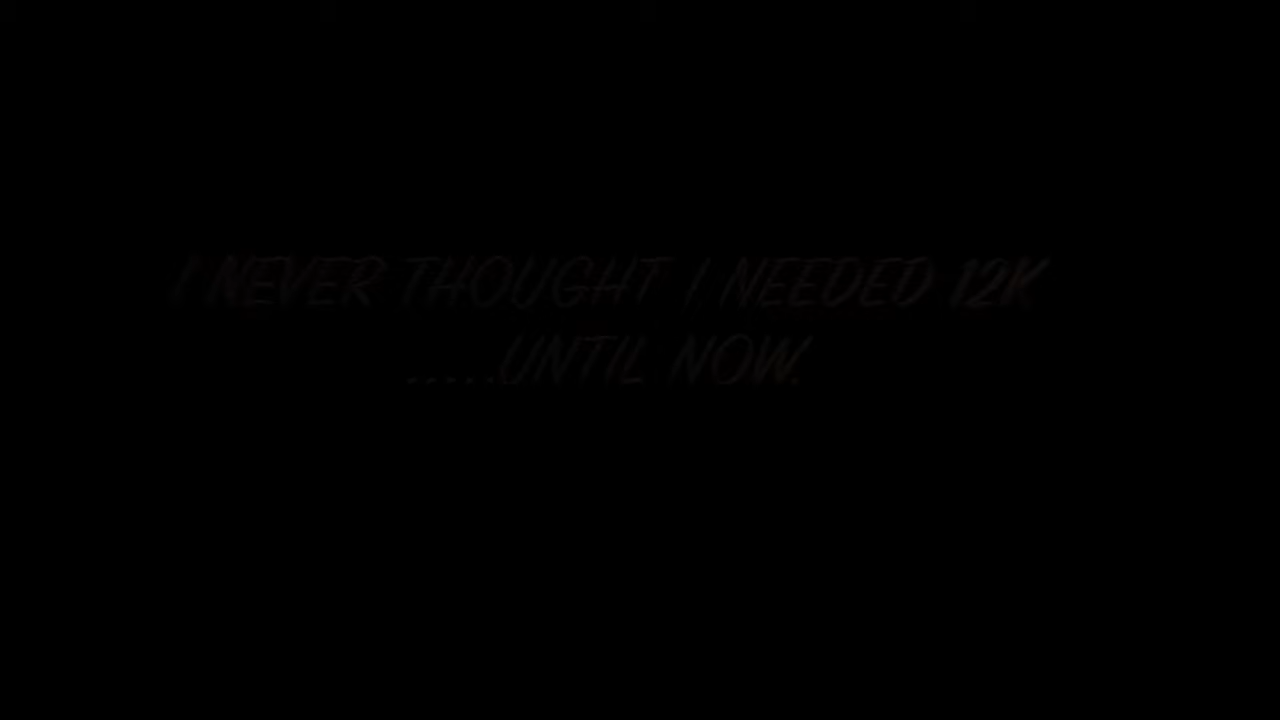 I NEVER THOUGHT I NEEDED 12K
.....UNTIL NOW.